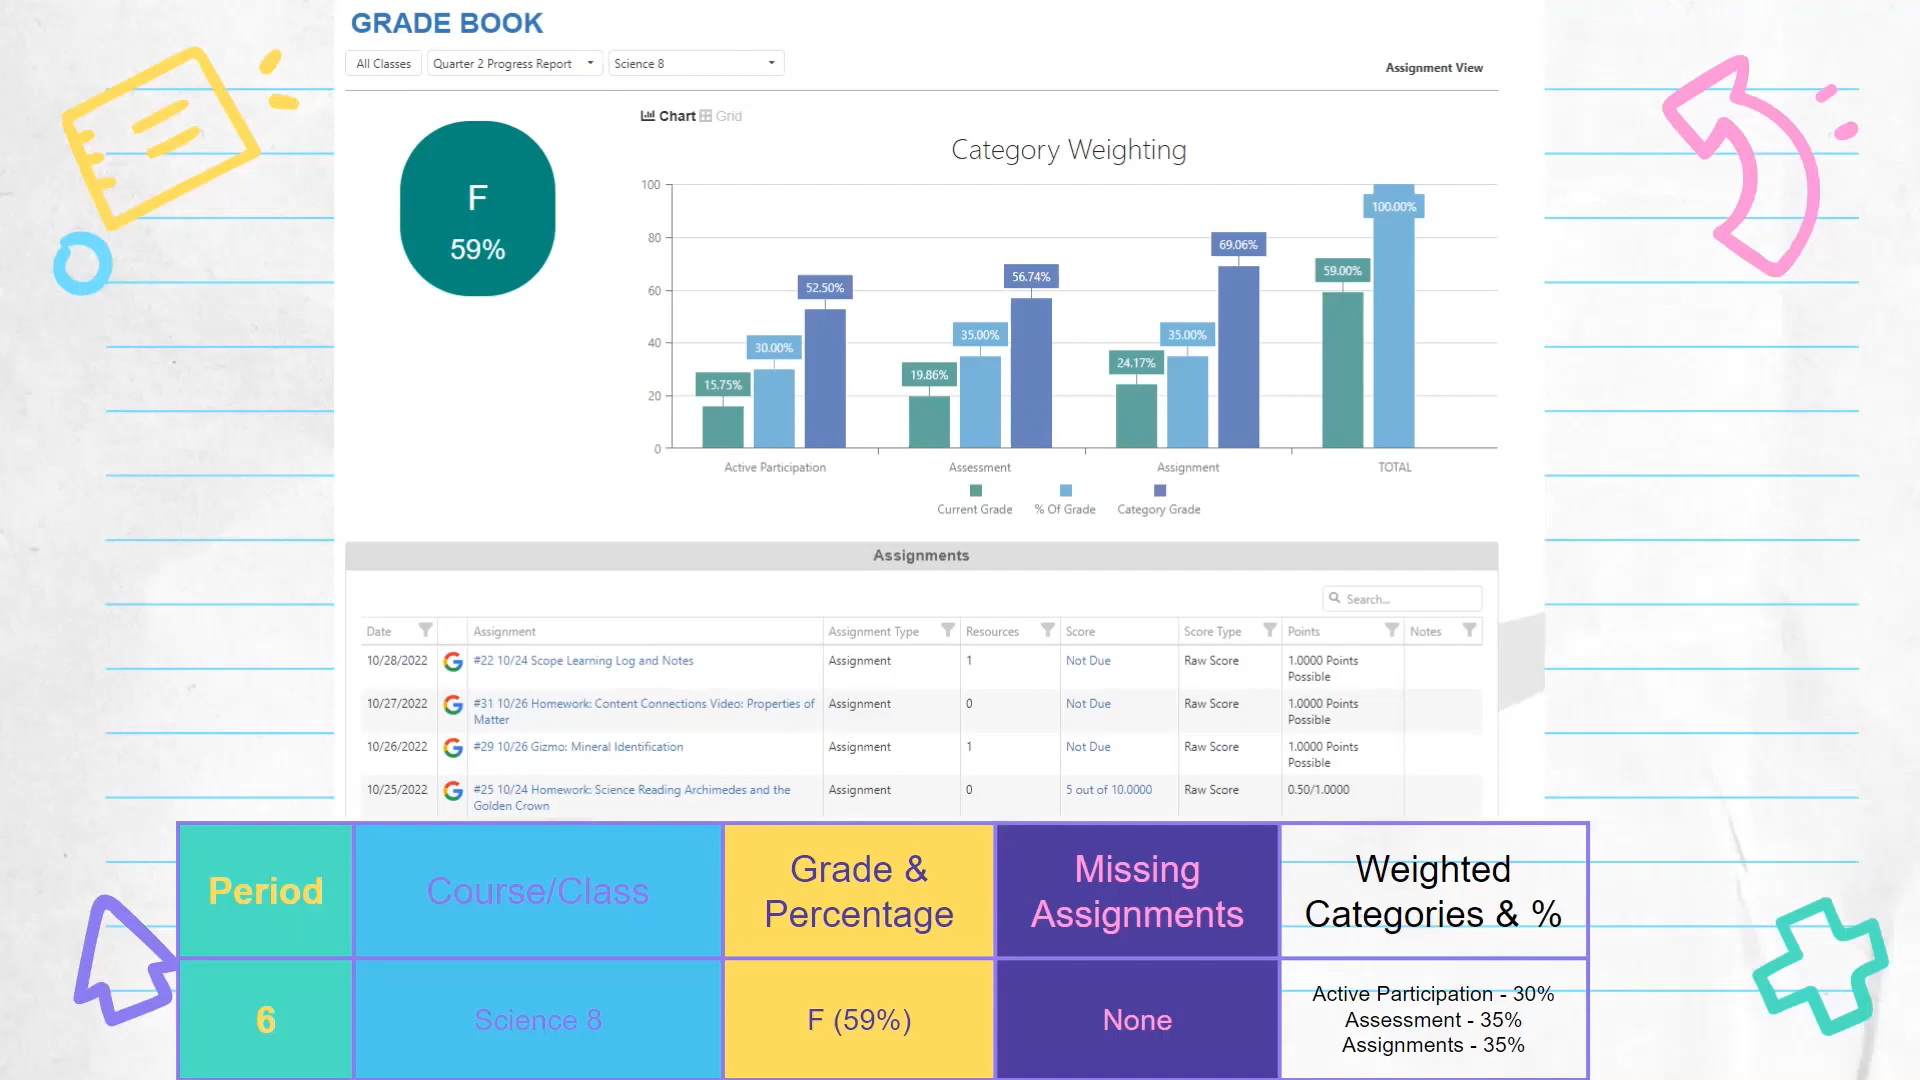 GRADE BOOK
All Classes
Quarter 2 Progress Report
Science 8
Assignment View
Chart
Grid
F
59%
Category Weighting
100
80
60
40
20
0
15.75%
30.00%
52.50%
19.86%
35.00%
56.74%
24.17%
35.00%
69.06%
59.00%
100.00%
Active Participation
Assessment
Assignment
TOTAL
Current Grade
% Of Grade
Category Grade
Assignments
Search...
Date
Assignment
Assignment Type
Resources
Score
Score Type
Points
Notes
10/28/2022
#22 10/24 Scope Learning Log and Notes
Assignment
1
Not Due
Raw Score
1.0000 Points
Possible
10/27/2022
#31 10/26 Homework: Content Connections Video: Properties of
Matter
Assignment
0
Not Due
Raw Score
1.0000 Points
Possible
10/26/2022
#29 10/26 Gizmo: Mineral Identification
Assignment
1
Not Due
Raw Score
1.0000 Points
Possible
10/25/2022
#25 10/24 Homework: Science Reading Archimedes and the
Golden Crown
Assignment
0
5 out of 10.0000
Raw Score
0.50/1.0000
Period
Course/Class
Grade &
Percentage
Missing
Assignments
Weighted
Categories & %
6
Science 8
F (59%)
None
Active Participation - 30%
Assessment - 35%
Assignments - 35%